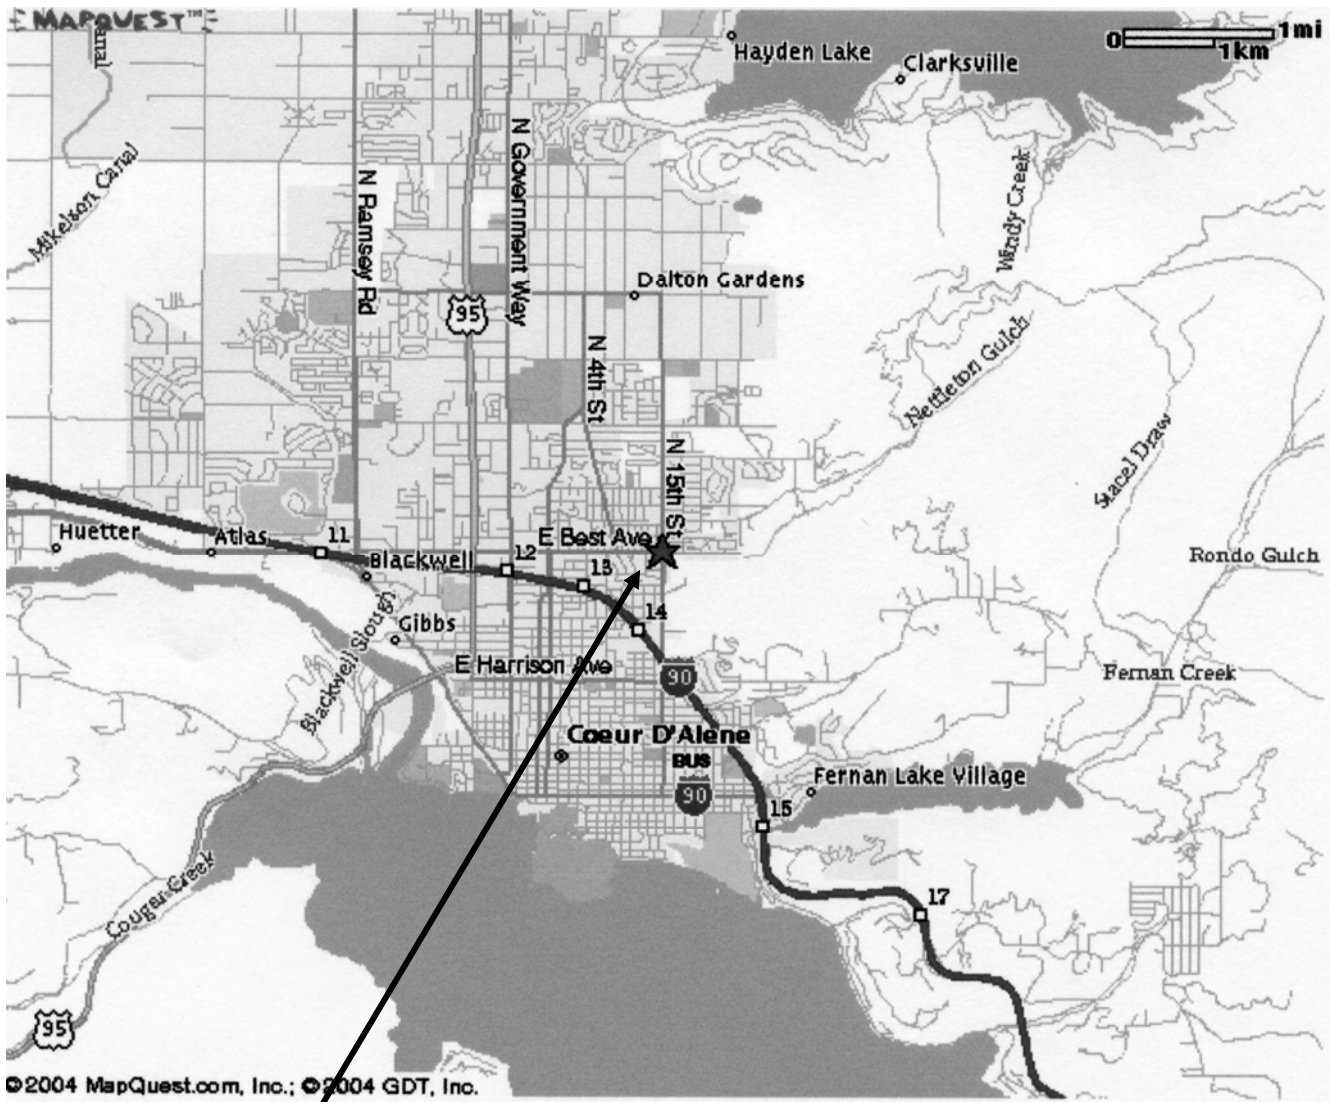 MAPQUEST™
0 1mi
1km
Hayden Lake
Clarksville
anal
Mikelson Canal
N Ramsey Rd
N Government Way
Windy Creek
Dalton Gardens
95
N 4th St
Nettleton Gulch
Stacel Draw
N 15th St
Huetter
Atlas
11
E Best Ave
Blackwell
12
13
Rondo Gulch
14
Gibbs
Blackwell Slough
E Harrison Ave
90
Fernan Creek
Coeur D'Alene
BUS
90
Fernan Lake Village
15
Cougar Creek
17
95
©2004 MapQuest.com, Inc.; ©2004 GDT, Inc.